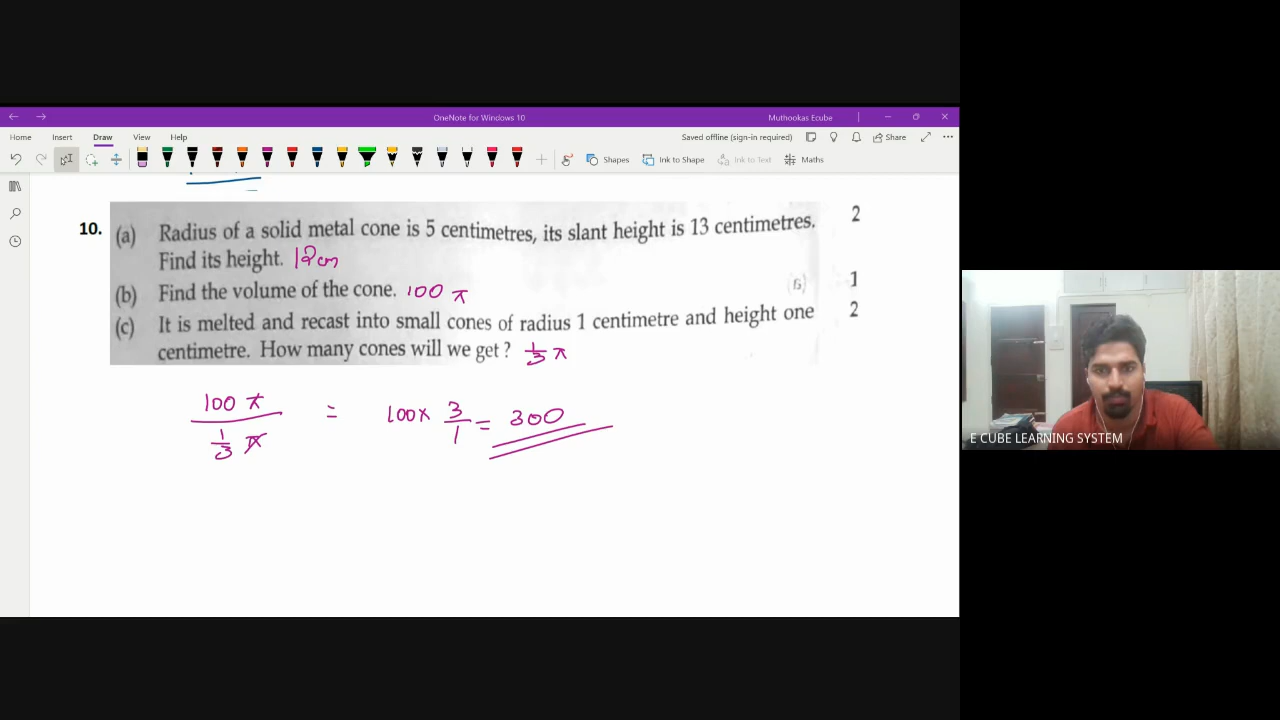 OneNote for Windows 10
Muthookas Ecube
Home Insert Draw View Help
Saved offline (sign-in required) Share
Shapes Ink to Shape Ink to Text Maths
10. (a) Radius of a solid metal cone is 5 centimetres, its slant height is 13 centimetres. 2
Find its height. 12cm
(b) Find the volume of the cone. 100 π 1
(c) It is melted and recast into small cones of radius 1 centimetre and height one 2
centimetre. How many cones will we get ? 1/3 π
100 π / 1/3 π = 100 x 3/1 = 300
E CUBE LEARNING SYSTEM